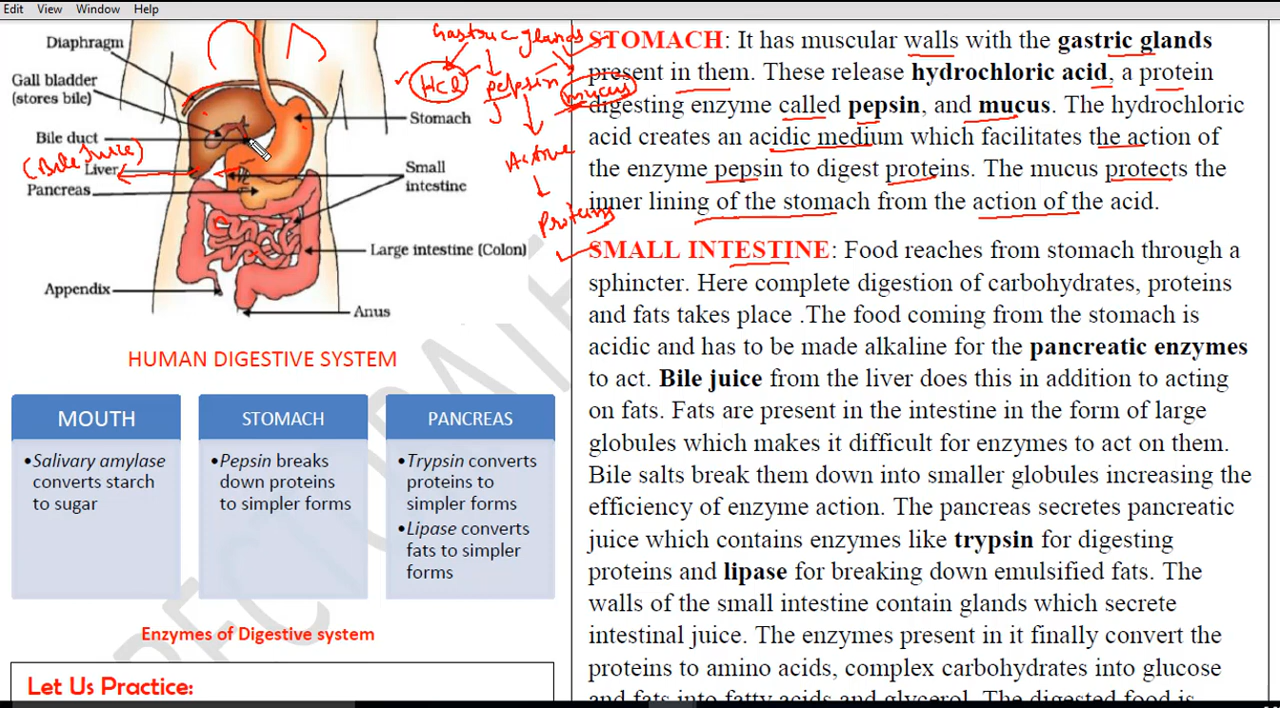 Edit View Window Help
Diaphragm
Gall bladder
(stores bile)
Bile duct
(Bile Juice)
Liver
Pancreas
Appendix
Stomach
Small
intestine
Large intestine (Colon)
Anus
Gastric glands
HCl pepsin mucus
Active
Proteins
HUMAN DIGESTIVE SYSTEM
MOUTH
•Salivary amylase
converts starch
to sugar
STOMACH
•Pepsin breaks
down proteins
to simpler forms
PANCREAS
•Trypsin converts
proteins to
simpler forms
•Lipase converts
fats to simpler
forms
Enzymes of Digestive system
Let Us Practice:
STOMACH: It has muscular walls with the gastric glands
present in them. These release hydrochloric acid, a protein
digesting enzyme called pepsin, and mucus. The hydrochloric
acid creates an acidic medium which facilitates the action of
the enzyme pepsin to digest proteins. The mucus protects the
inner lining of the stomach from the action of the acid.
SMALL INTESTINE: Food reaches from stomach through a
sphincter. Here complete digestion of carbohydrates, proteins
and fats takes place .The food coming from the stomach is
acidic and has to be made alkaline for the pancreatic enzymes
to act. Bile juice from the liver does this in addition to acting
on fats. Fats are present in the intestine in the form of large
globules which makes it difficult for enzymes to act on them.
Bile salts break them down into smaller globules increasing the
efficiency of enzyme action. The pancreas secretes pancreatic
juice which contains enzymes like trypsin for digesting
proteins and lipase for breaking down emulsified fats. The
walls of the small intestine contain glands which secrete
intestinal juice. The enzymes present in it finally convert the
proteins to amino acids, complex carbohydrates into glucose
and fats into fatty acids and glycerol. The digested food is